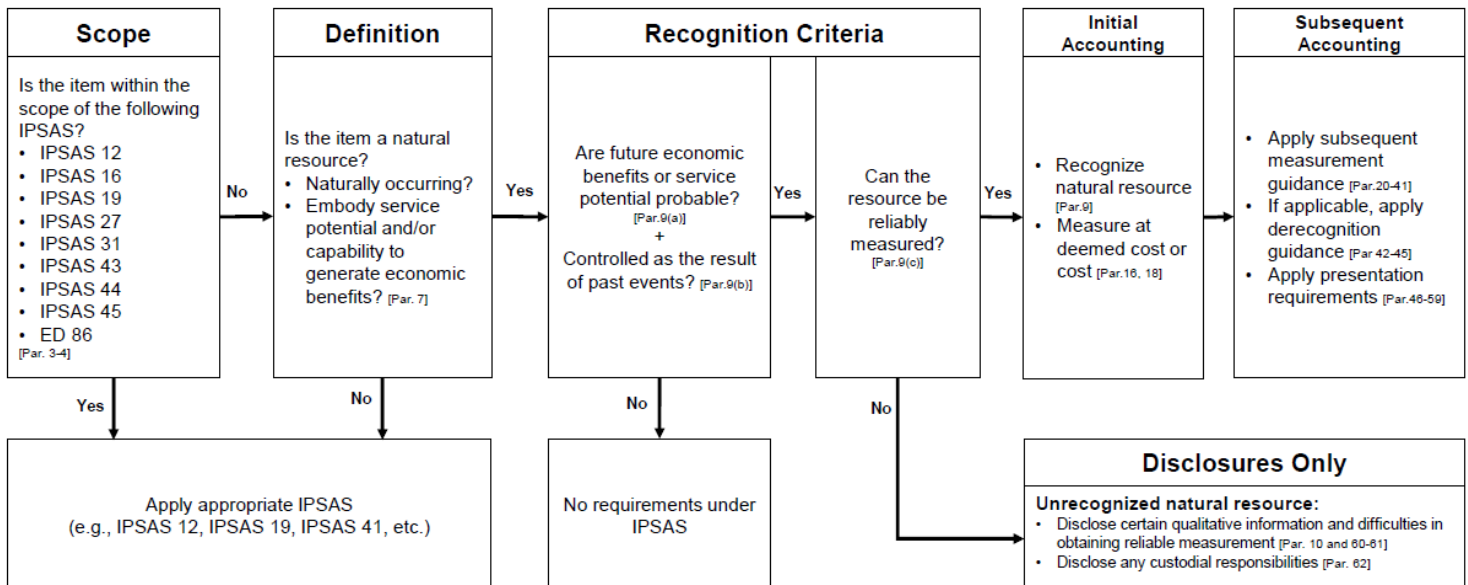 Scope
Is the item within the
scope of the following
IPSAS?
• IPSAS 12
• IPSAS 16
• IPSAS 19
• IPSAS 27
• IPSAS 31
• IPSAS 43
• IPSAS 44
• IPSAS 45
• ED 86
[Par. 3-4]
No
Yes
Definition
Is the item a natural
resource?
• Naturally occurring?
• Embody service
potential and/or
capability to
generate economic
benefits? [Par. 7]
Yes
No
Recognition Criteria
Are future economic
benefits or service
potential probable?
[Par.9(a)]
+
Controlled as the result
of past events? [Par.9(b)]
Yes
No
Can the
resource be
reliably
measured?
[Par.9(c)]
Yes
No
Initial
Accounting
• Recognize
natural resource
[Par.9]
• Measure at
deemed cost or
cost [Par.16, 18]
Subsequent
Accounting
• Apply subsequent
measurement
guidance [Par.20-41]
• If applicable, apply
derecognition
guidance [Par 42-45]
• Apply presentation
requirements [Par.46-59]
Apply appropriate IPSAS
(e.g., IPSAS 12, IPSAS 19, IPSAS 41, etc.)
No requirements under
IPSAS
Disclosures Only
Unrecognized natural resource:
• Disclose certain qualitative information and difficulties in
obtaining reliable measurement [Par. 10 and 60-61]
• Disclose any custodial responsibilities [Par. 62]